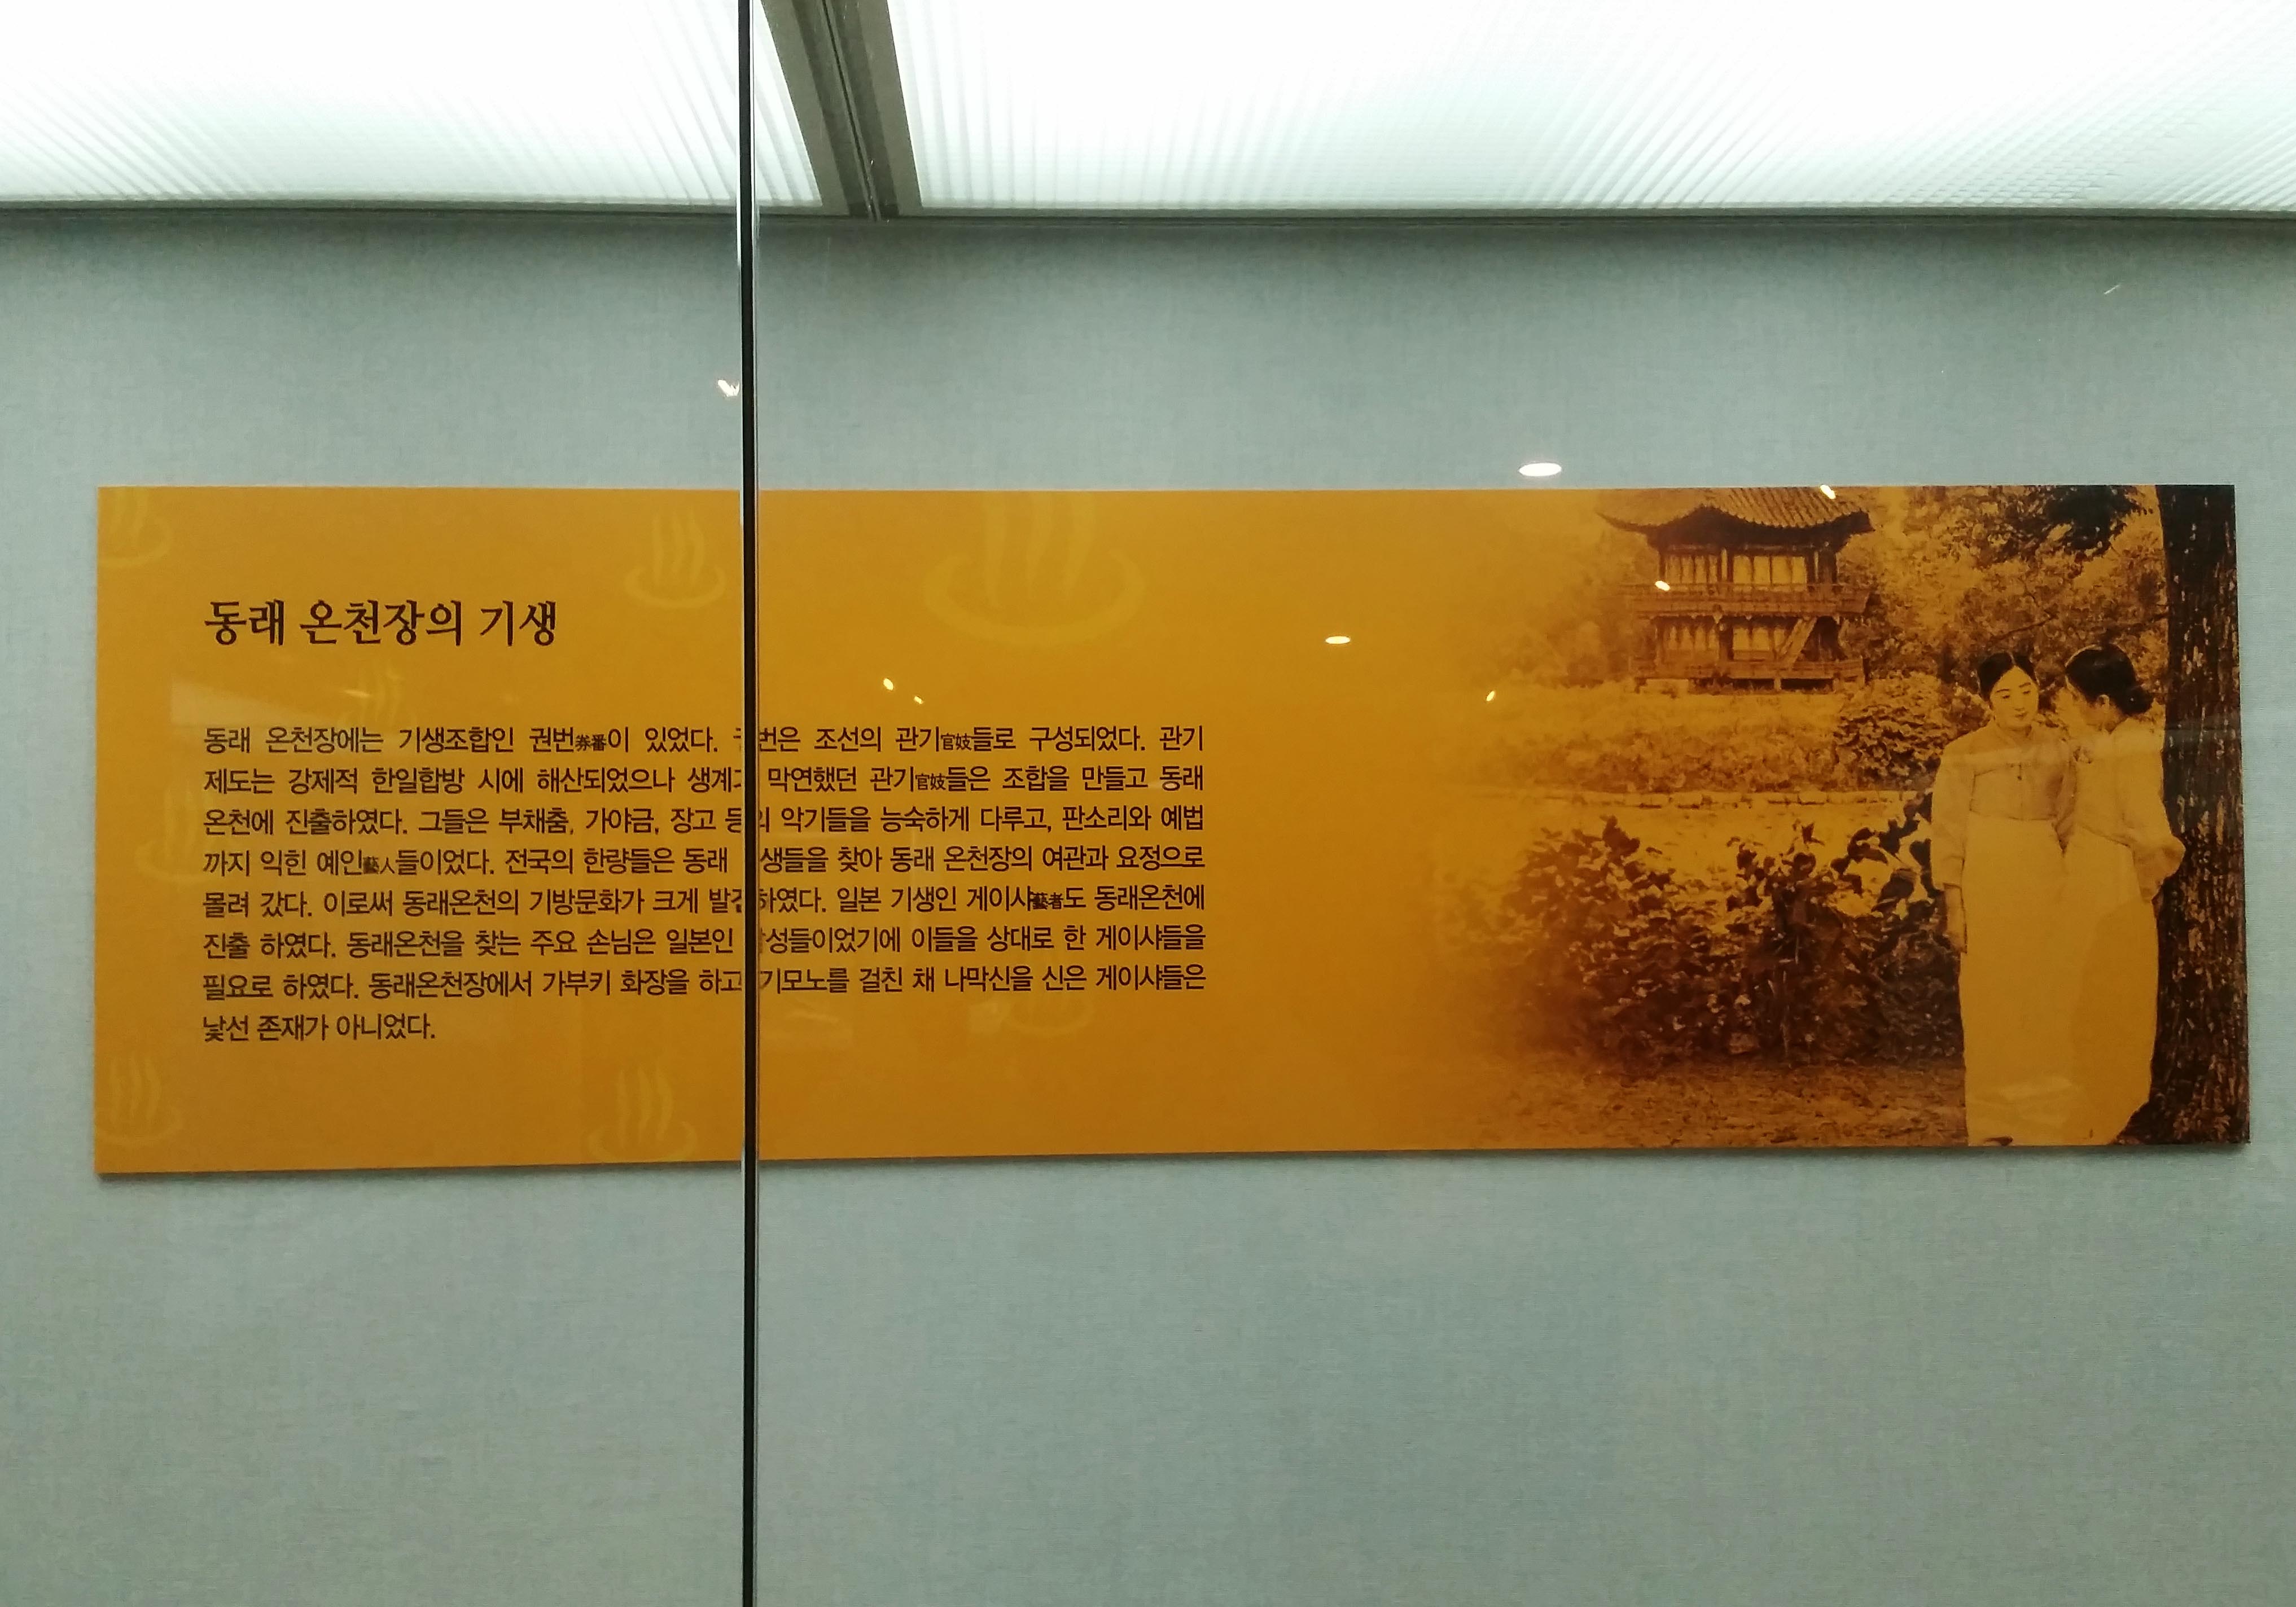 동래 온천장의 기생
동래 온천장에는 기생조합인 권번券番이 있었다. 권번은 조선의 관기官妓들로 구성되었다. 관기
제도는 강제적 한일합방 시에 해산되었으나 생계가 막연했던 관기官妓들은 조합을 만들고 동래
온천에 진출하였다. 그들은 부채춤, 가야금, 장고 등의 악기들을 능숙하게 다루고, 판소리와 예법
까지 익힌 예인藝人들이었다. 전국의 한량들은 동래 기생들을 찾아 동래 온천장의 여관과 요정으로
몰려 갔다. 이로써 동래온천의 기방문화가 크게 발전하였다. 일본 기생인 게이샤藝者도 동래온천에
진출 하였다. 동래온천을 찾는 주요 손님은 일본인 남성들이었기에 이들을 상대로 한 게이샤들을
필요로 하였다. 동래온천장에서 가부키 화장을 하고 기모노를 걸친 채 나막신을 신은 게이샤들은
낯선 존재가 아니었다.